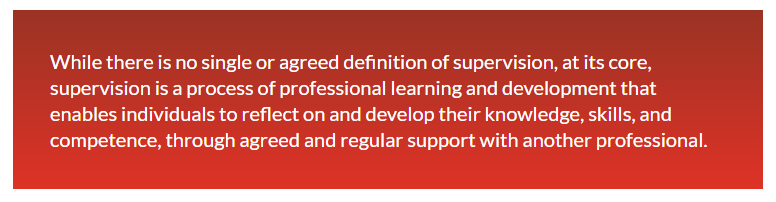 While there is no single or agreed definition of supervision, at its core,
supervision is a process of professional learning and development that
enables individuals to reflect on and develop their knowledge, skills, and
competence, through agreed and regular support with another professional.